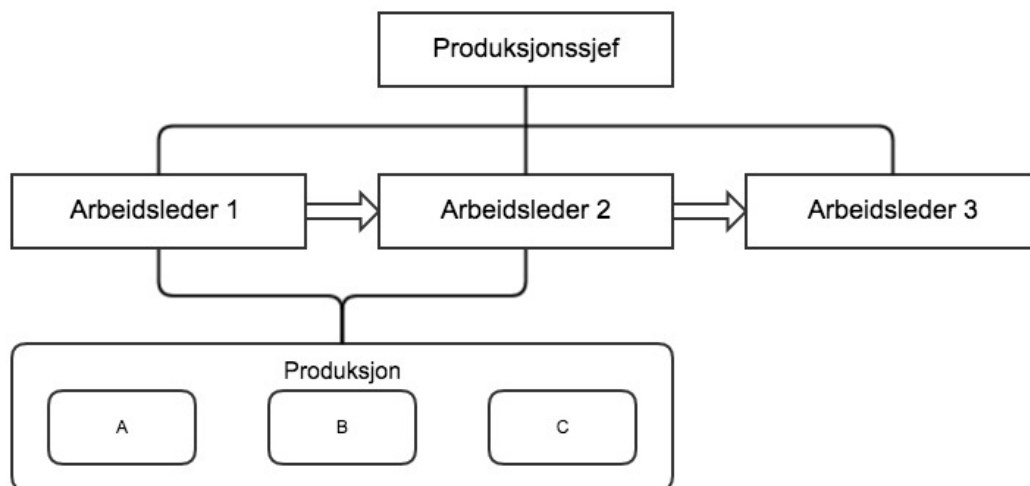 Produksjonssjef
Arbeidsleder 1
Arbeidsleder 2
Arbeidsleder 3
Produksjon
A
B
C